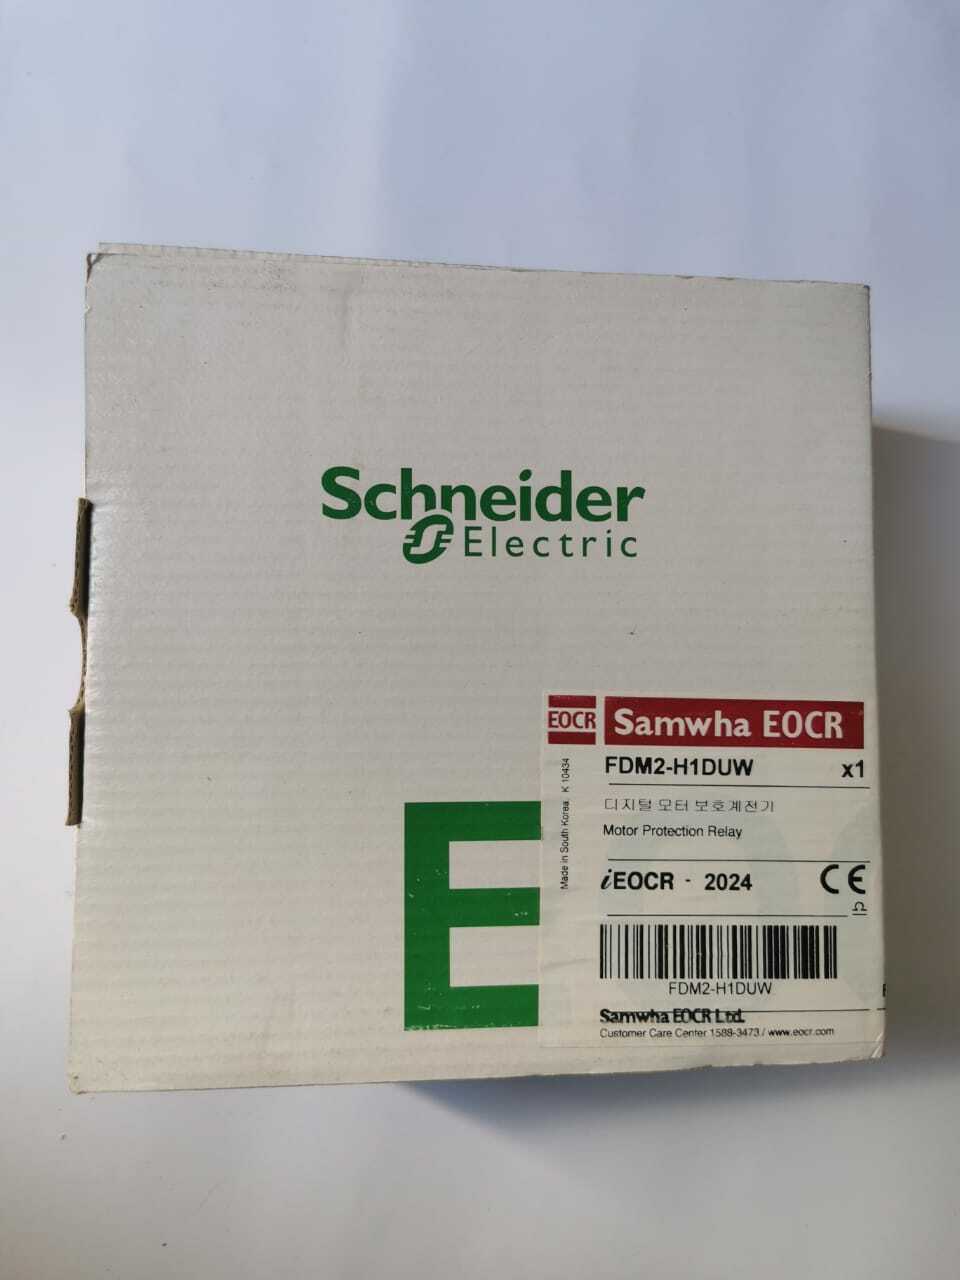 Schneider
Electric
EOCR
Samwha EOCR
FDM2-H1DUW x1
디지털 모터 보호계전기
Motor Protection Relay
Made in South Korea. K 10434
iEOCR - 2024 CE
FDM2-H1DUW
Samwha EOCR Ltd.
Customer Care Center 1588-3473 / www.eocr.com
E